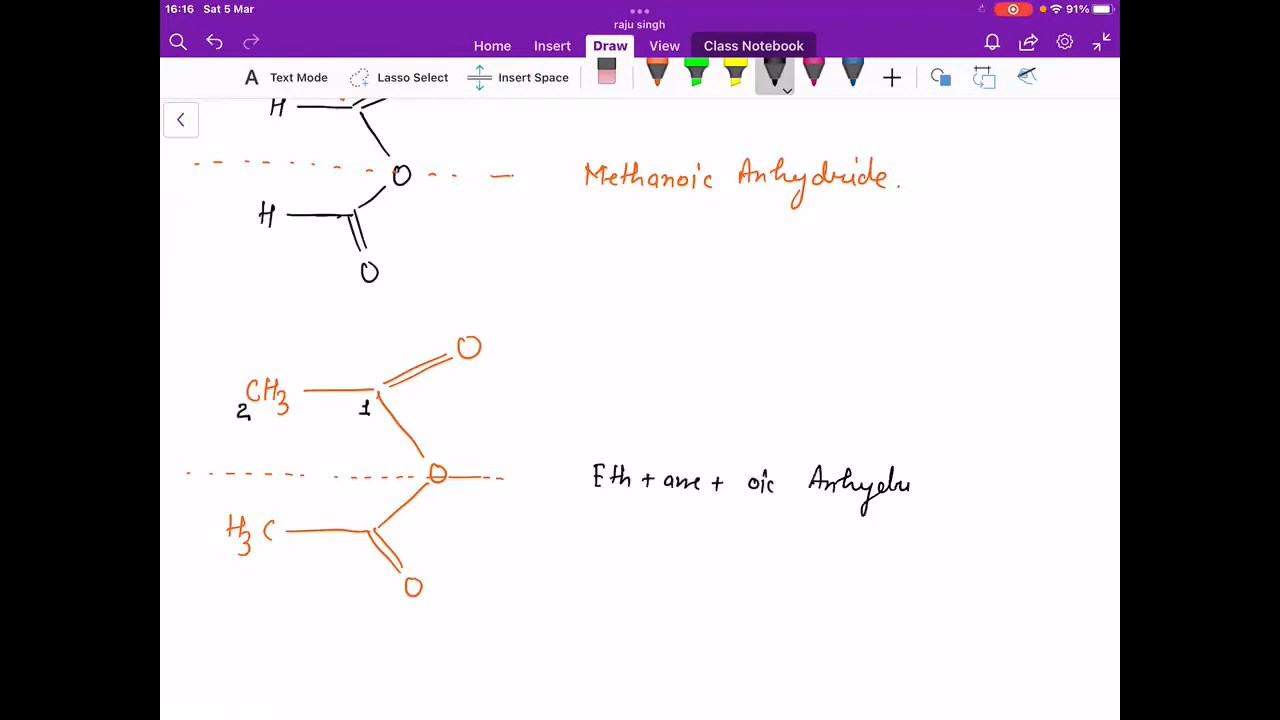 16:16 Sat 5 Mar
91%
raju singh
Home Insert Draw View Class Notebook
A Text Mode Lasso Select Insert Space
H
O
Methanoic Anhydride.
H
O
O
CH3
2 1
O
Eth + ane + oic Anhydri
H3C
O